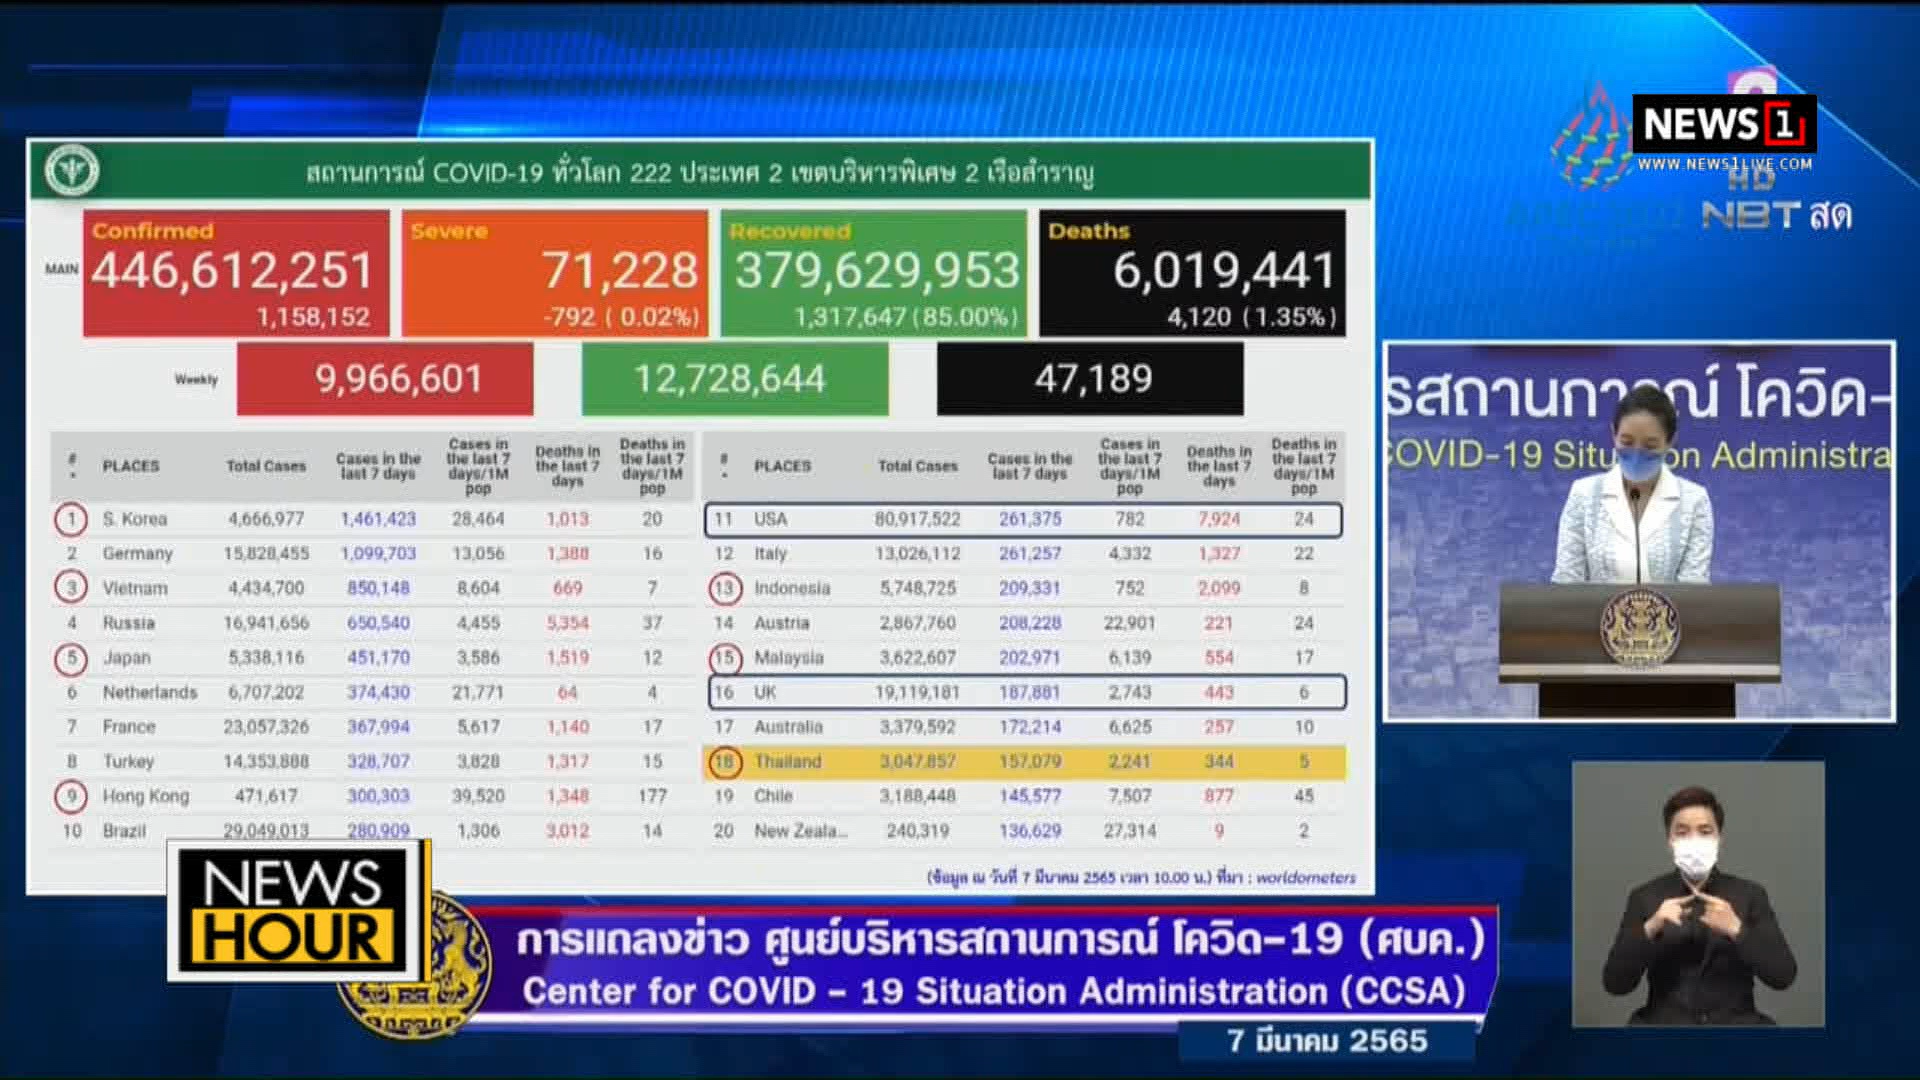 NEWS 1
WWW.NEWS1LIVE.COM
HD
NBT สด
สถานการณ์ COVID-19 ทั่วโลก 222 ประเทศ 2 เขตบริหารพิเศษ 2 เรือสำราญ
Confirmed Severe Recovered Deaths
MAIN 446,612,251 71,228 379,629,953 6,019,441
1,158,152 -792 ( 0.02%) 1,317,647(85.00%) 4,120 (1.35%)
Weekly 9,966,601 12,728,644 47,189
# PLACES Total Cases Cases in the last 7 days Cases in the last 7 days/1M pop Deaths in the last 7 days Deaths in the last 7 days/1M pop
1 S. Korea 4,666,977 1,461,423 28,464 1,013 20
2 Germany 15,828,455 1,099,703 13,056 1,388 16
3 Vietnam 4,434,700 850,148 8,604 669 7
4 Russia 16,941,656 650,540 4,455 5,354 37
5 Japan 5,338,116 451,170 3,586 1,519 12
6 Netherlands 6,707,202 374,430 21,771 64 4
7 France 23,057,326 367,994 5,617 1,140 17
8 Turkey 14,353,888 328,707 3,828 1,317 15
9 Hong Kong 471,617 300,303 39,520 1,348 177
10 Brazil 29,049,013 280,909 1,306 3,012 14
# PLACES Total Cases Cases in the last 7 days Cases in the last 7 days/1M pop Deaths in the last 7 days Deaths in the last 7 days/1M pop
11 USA 80,917,522 261,375 782 7,924 24
12 Italy 13,026,112 261,257 4,332 1,327 22
13 Indonesia 5,748,725 209,331 752 2,099 8
14 Austria 2,867,760 208,228 22,901 221 24
15 Malaysia 3,622,607 202,971 6,139 554 17
16 UK 19,119,181 187,881 2,743 443 6
17 Australia 3,379,592 172,214 6,625 257 10
18 Thailand 3,047,857 157,079 2,241 344 5
19 Chile 3,188,448 145,577 7,507 877 45
20 New Zeala... 240,319 136,629 27,314 9 2
(ข้อมูล ณ วันที่ 7 มีนาคม 2565 เวลา 10.00 น.) ที่มา : worldometers
รสถานการณ์ โควิด-
COVID-19 Situ on Administra
NEWS
HOUR
การแถลงข่าว ศูนย์บริหารสถานการณ์ โควิด-19 (ศบค.)
Center for COVID - 19 Situation Administration (CCSA)
7 มีนาคม 2565